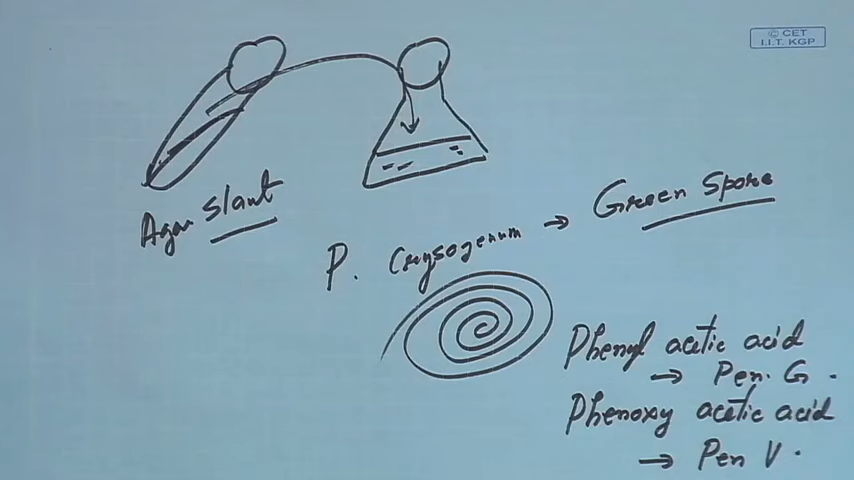 © CET
I.I.T. KGP
Agar slant
P. Crysogenum → Green spore
Phenyl acetic acid
→ Pen. G.
Phenoxy acetic acid
→ Pen V.